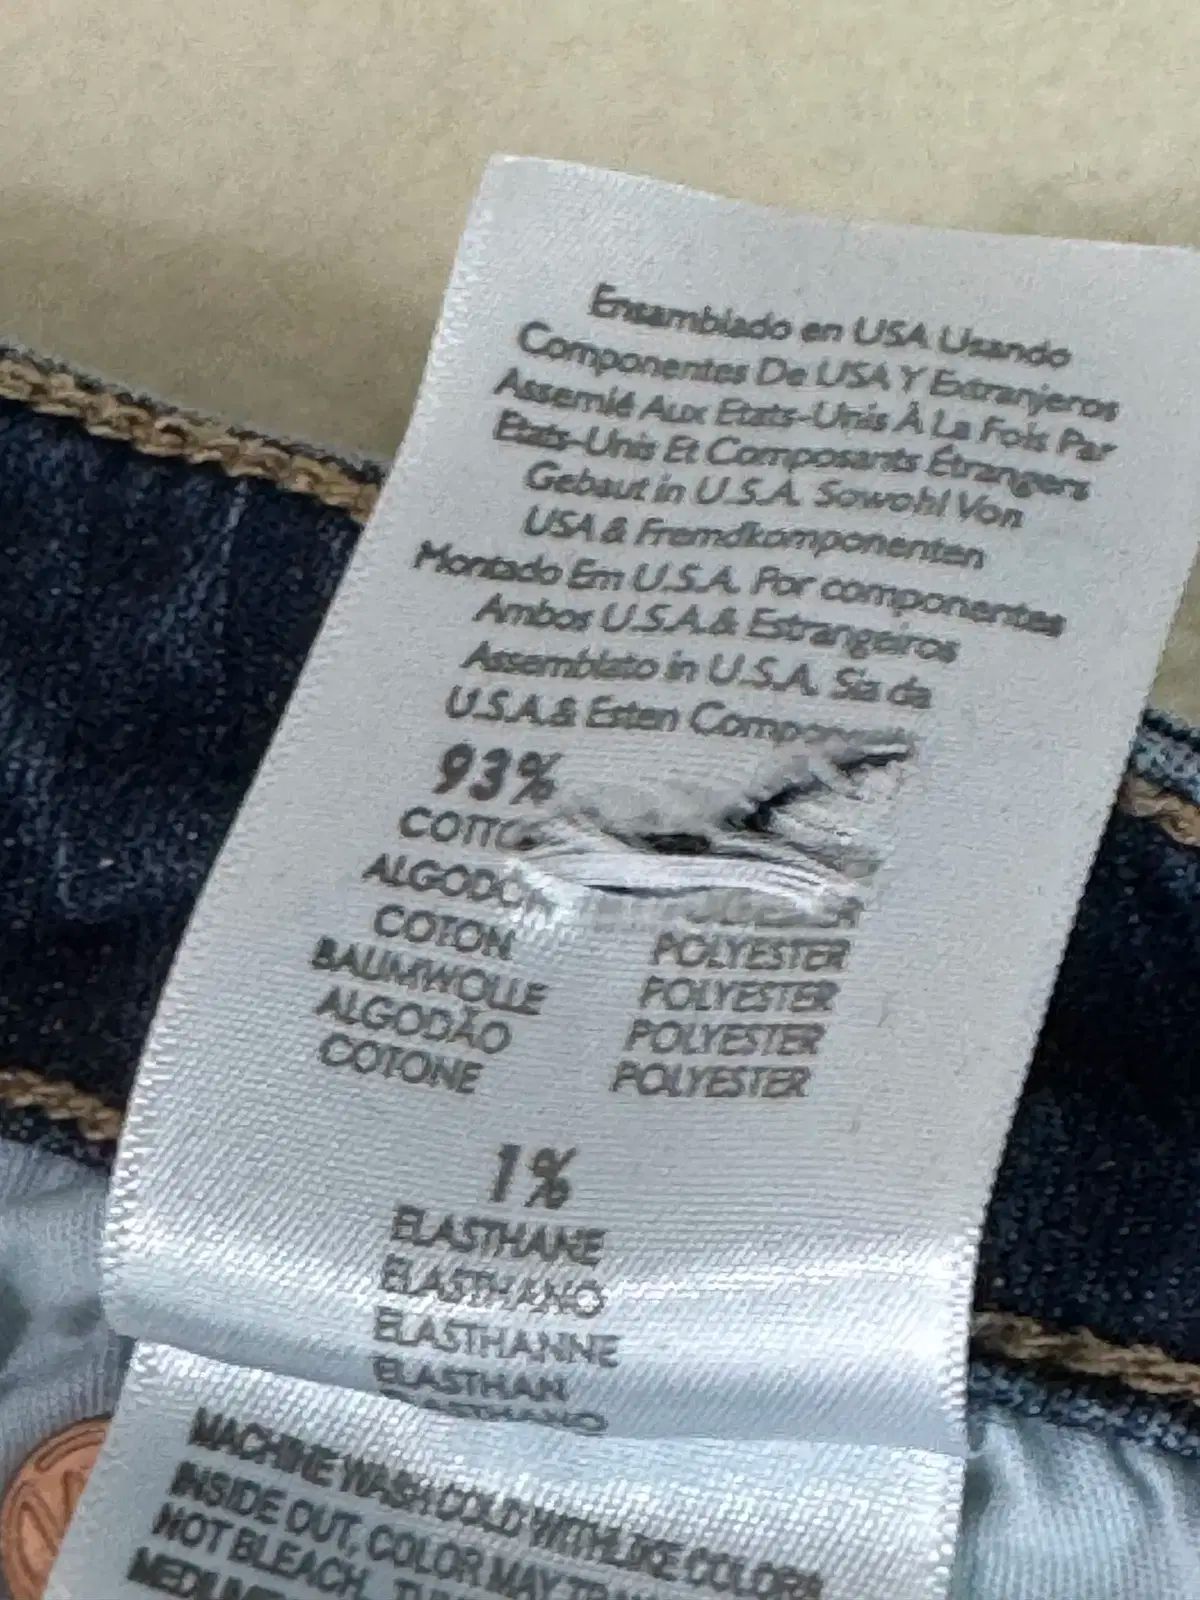 Ensamblado en USA Usando
Componentes De USA Y Extranjeros
Assemlé Aux Etats-Unis À La Fois Par
Etats-Unis Et Composants Étrangers
Gebaut in U.S.A. Sowohl Von
USA & Fremdkomponenten
Montado Em U.S.A. Por componentes
Ambos U.S.A.& Estrangeiros
Assemblato in U.S.A. Sia da
U.S.A.& Esteri
93%
ALGODÓN
COTON POLYESTER
BAUMWOLLE POLYESTER
ALGODÃO POLYESTER
COTONE POLYESTER
1%
ELASTHANE
ELASTHANO
ELASTHANNE
ELASTHAN
ELASTHANO
MACHINE WASH COLD WITH LIKE COLORS
INSIDE OUT, COLOR MAY
NOT BLEACH,